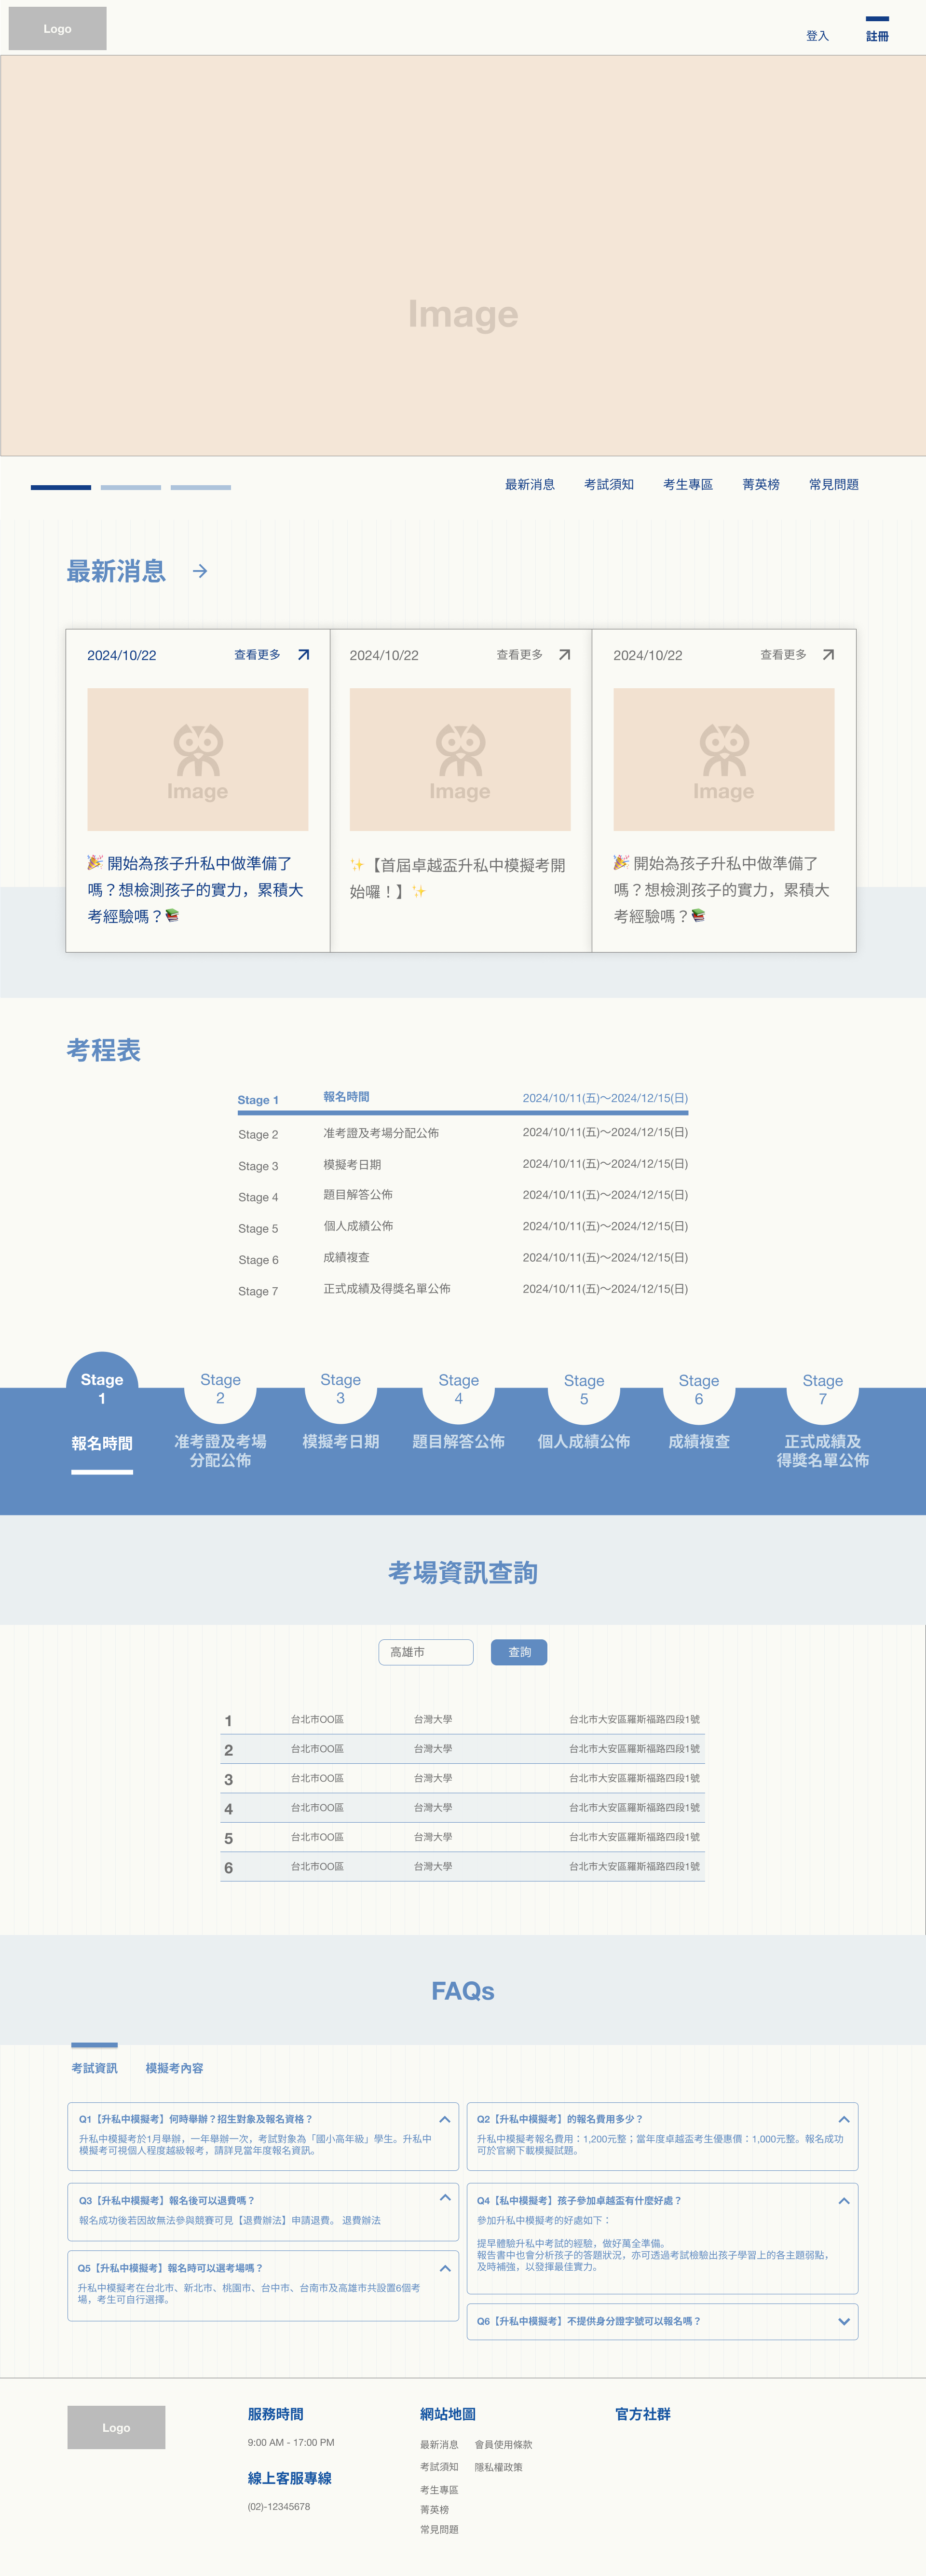 Logo
登入
註冊
Image
最新消息
考試須知
考生專區
菁英榜
常見問題
最新消息 →
2024/10/22 查看更多
Image
🎉 開始為孩子升私中做準備了
嗎？想檢測孩子的實力，累積大
考經驗嗎？📚
2024/10/22 查看更多
Image
✨【首屆卓越盃升私中模擬考開
始囉！】✨
2024/10/22 查看更多
Image
🎉 開始為孩子升私中做準備了
嗎？想檢測孩子的實力，累積大
考經驗嗎？📚
考程表
Stage 1 報名時間 2024/10/11(五)～2024/12/15(日)
Stage 2 准考證及考場分配公佈 2024/10/11(五)～2024/12/15(日)
Stage 3 模擬考日期 2024/10/11(五)～2024/12/15(日)
Stage 4 題目解答公佈 2024/10/11(五)～2024/12/15(日)
Stage 5 個人成績公佈 2024/10/11(五)～2024/12/15(日)
Stage 6 成績複查 2024/10/11(五)～2024/12/15(日)
Stage 7 正式成績及得獎名單公佈 2024/10/11(五)～2024/12/15(日)
Stage
1
報名時間
Stage
2
准考證及考場
分配公佈
Stage
3
模擬考日期
Stage
4
題目解答公佈
Stage
5
個人成績公佈
Stage
6
成績複查
Stage
7
正式成績及
得獎名單公佈
考場資訊查詢
高雄市
查詢
1 台北市OO區 台灣大學 台北市大安區羅斯福路四段1號
2 台北市OO區 台灣大學 台北市大安區羅斯福路四段1號
3 台北市OO區 台灣大學 台北市大安區羅斯福路四段1號
4 台北市OO區 台灣大學 台北市大安區羅斯福路四段1號
5 台北市OO區 台灣大學 台北市大安區羅斯福路四段1號
6 台北市OO區 台灣大學 台北市大安區羅斯福路四段1號
FAQs
考試資訊
模擬考內容
Q1【升私中模擬考】何時舉辦？招生對象及報名資格？
升私中模擬考於1月舉辦，一年舉辦一次，考試對象為「國小高年級」學生。升私中
模擬考可視個人程度越級報考，請詳見當年度報名資訊。
Q2【升私中模擬考】的報名費用多少？
升私中模擬考報名費用：1,200元整；當年度卓越盃考生優惠價：1,000元整。報名成功
可於官網下載模擬試題。
Q3【升私中模擬考】報名後可以退費嗎？
報名成功後若因故無法參與競賽可見【退費辦法】申請退費。 退費辦法
Q4【私中模擬考】孩子參加卓越盃有什麼好處？
參加升私中模擬考的好處如下：
提早體驗升私中考試的經驗，做好萬全準備。
報告書中也會分析孩子的答題狀況，亦可透過考試檢驗出孩子學習上的各主題弱點，
及時補強，以發揮最佳實力。
Q5【升私中模擬考】報名時可以選考場嗎？
升私中模擬考在台北市、新北市、桃園市、台中市、台南市及高雄市共設置6個考
場，考生可自行選擇。
Q6【升私中模擬考】不提供身分證字號可以報名嗎？
Logo
服務時間
9:00 AM - 17:00 PM
線上客服專線
(02)-12345678
網站地圖
最新消息 會員使用條款
考試須知 隱私權政策
考生專區
菁英榜
常見問題
官方社群